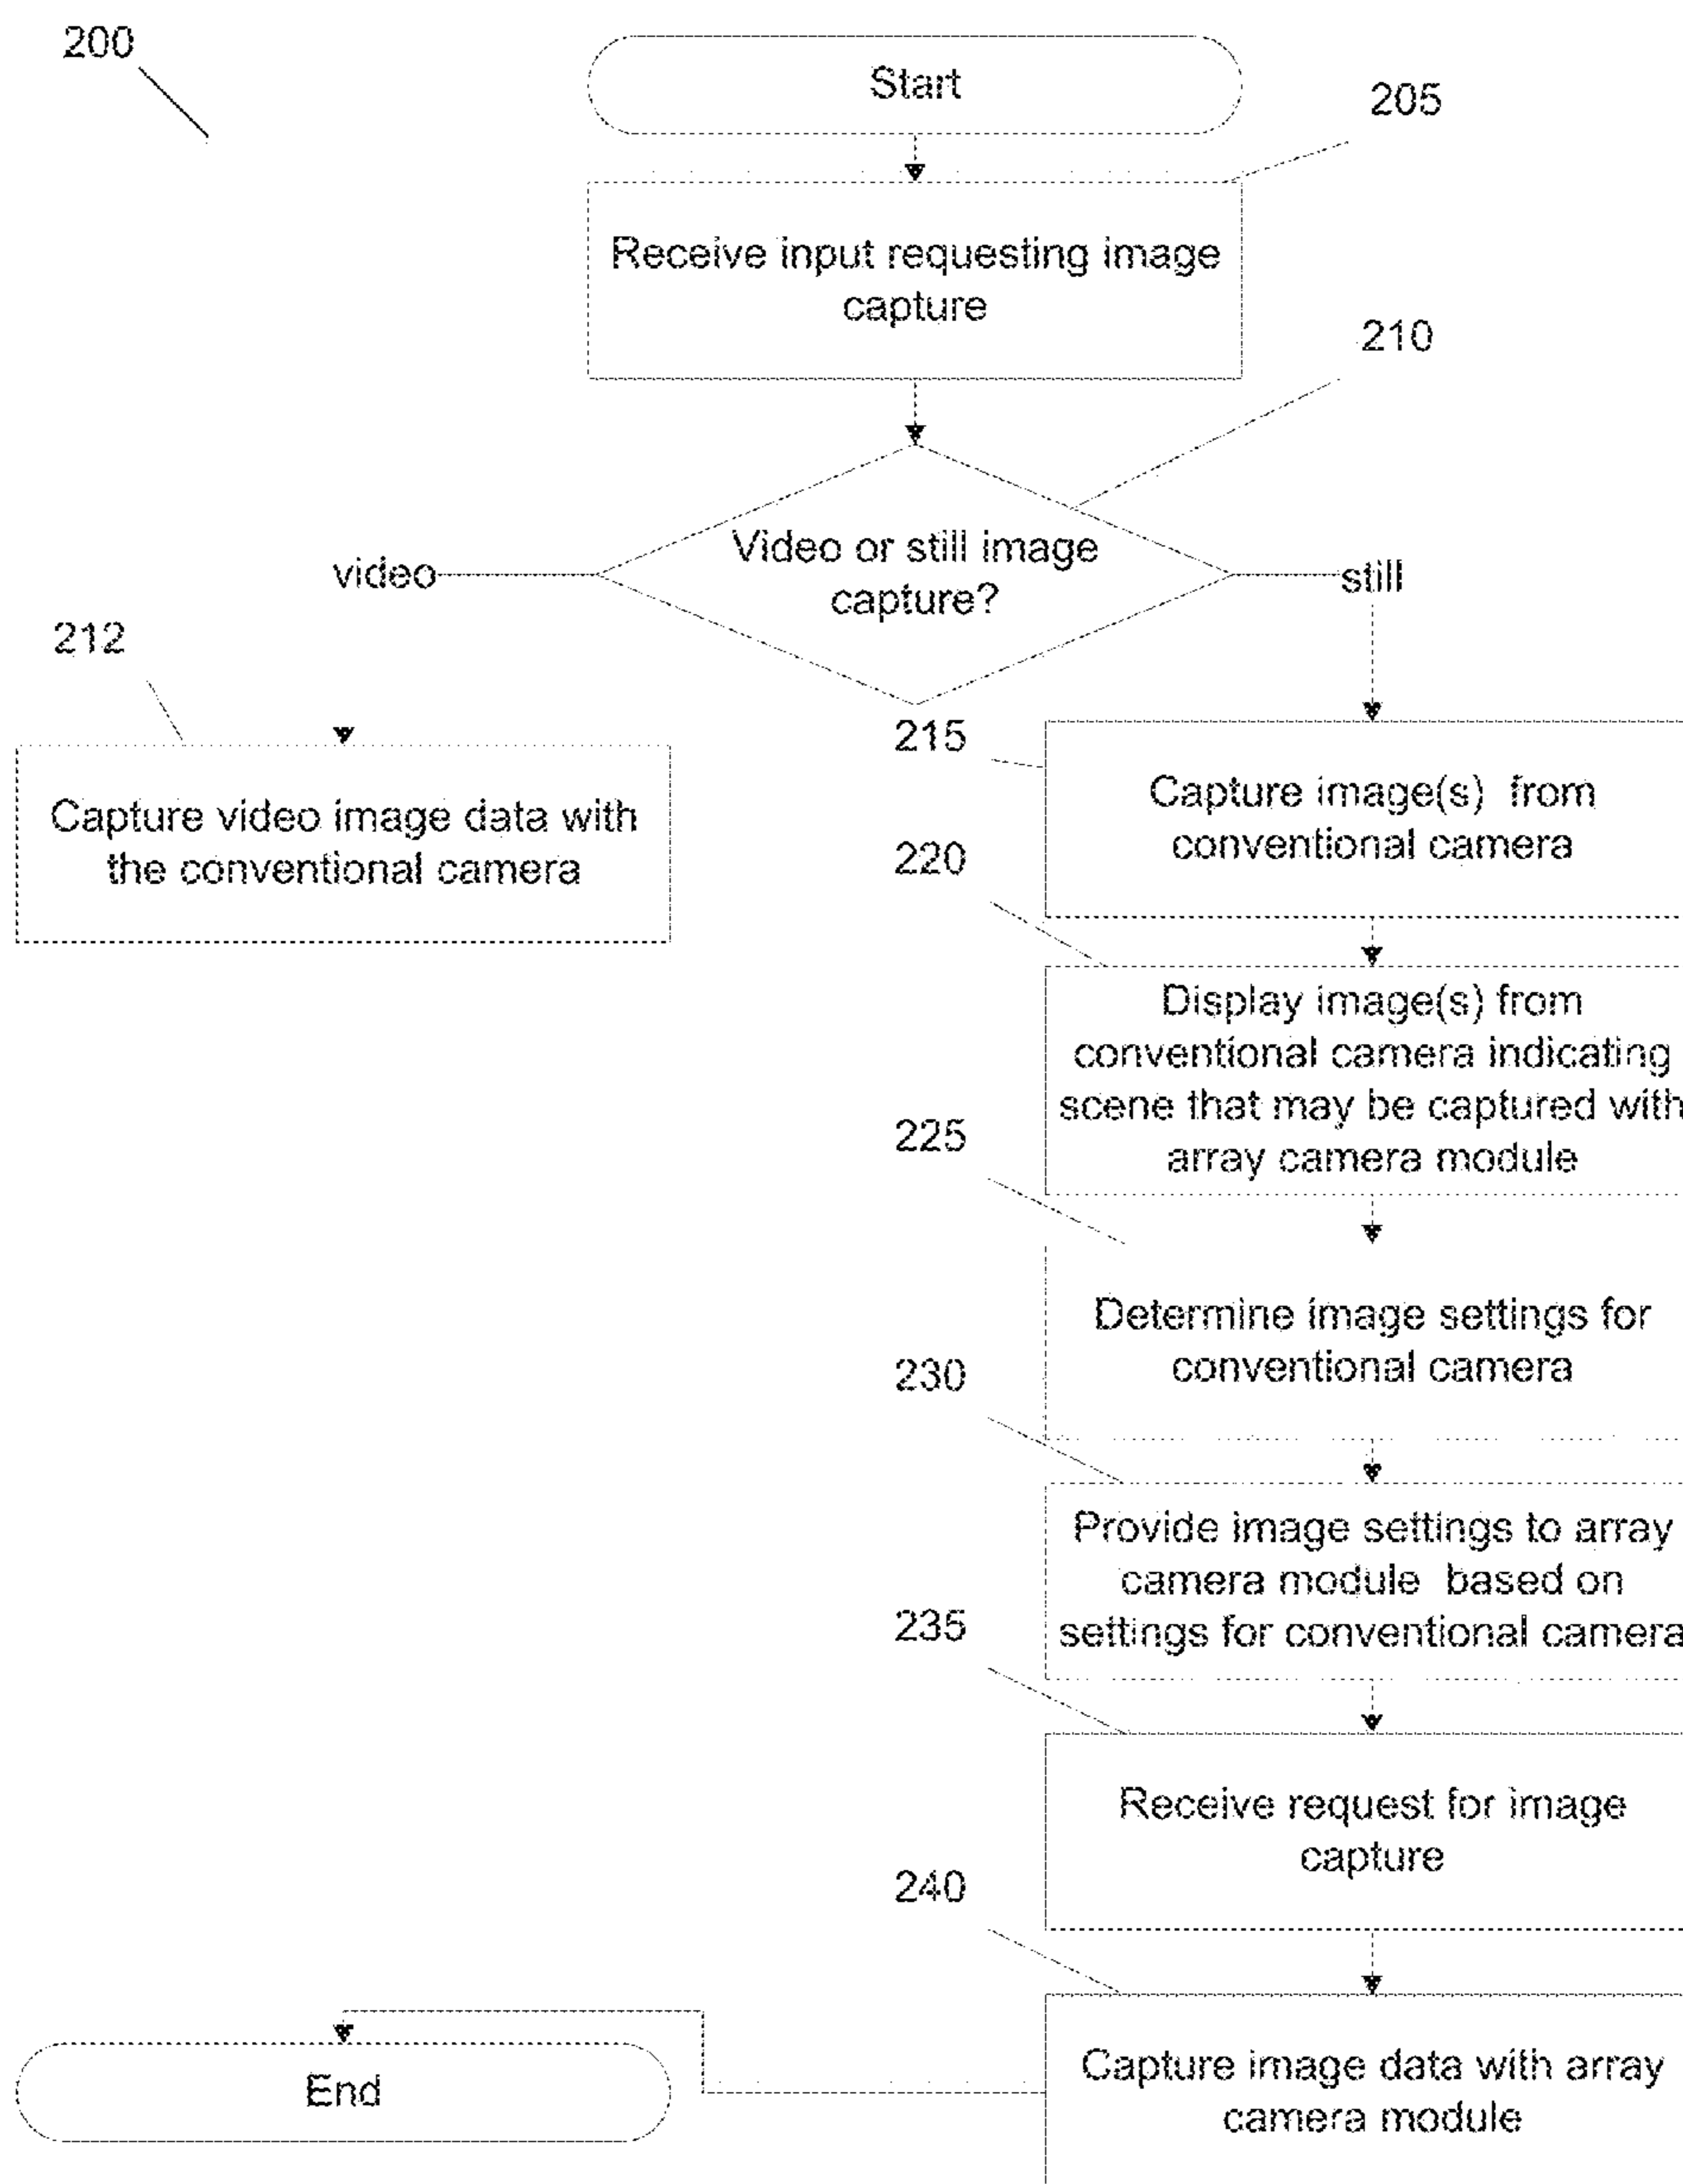 200
Start
205
Receive input requesting image
capture
210
Video or still image
capture?
video
still
212
Capture video image data with
the conventional camera
215
Capture image(s) from
conventional camera
220
Display image(s) from
conventional camera indicating
scene that may be captured with
array camera module
225
Determine image settings for
conventional camera
230
Provide image settings to array
camera module based on
settings for conventional camera
235
Receive request for image
capture
240
Capture image data with array
camera module
End